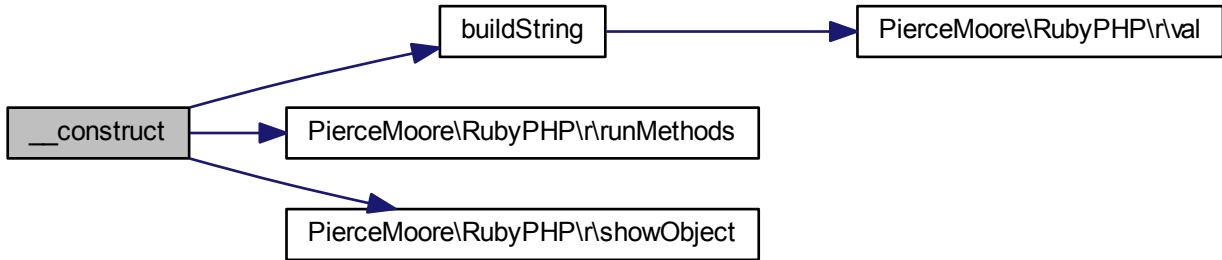 buildString
PierceMoore\RubyPHP\r\val
__construct
PierceMoore\RubyPHP\r\runMethods
PierceMoore\RubyPHP\r\showObject